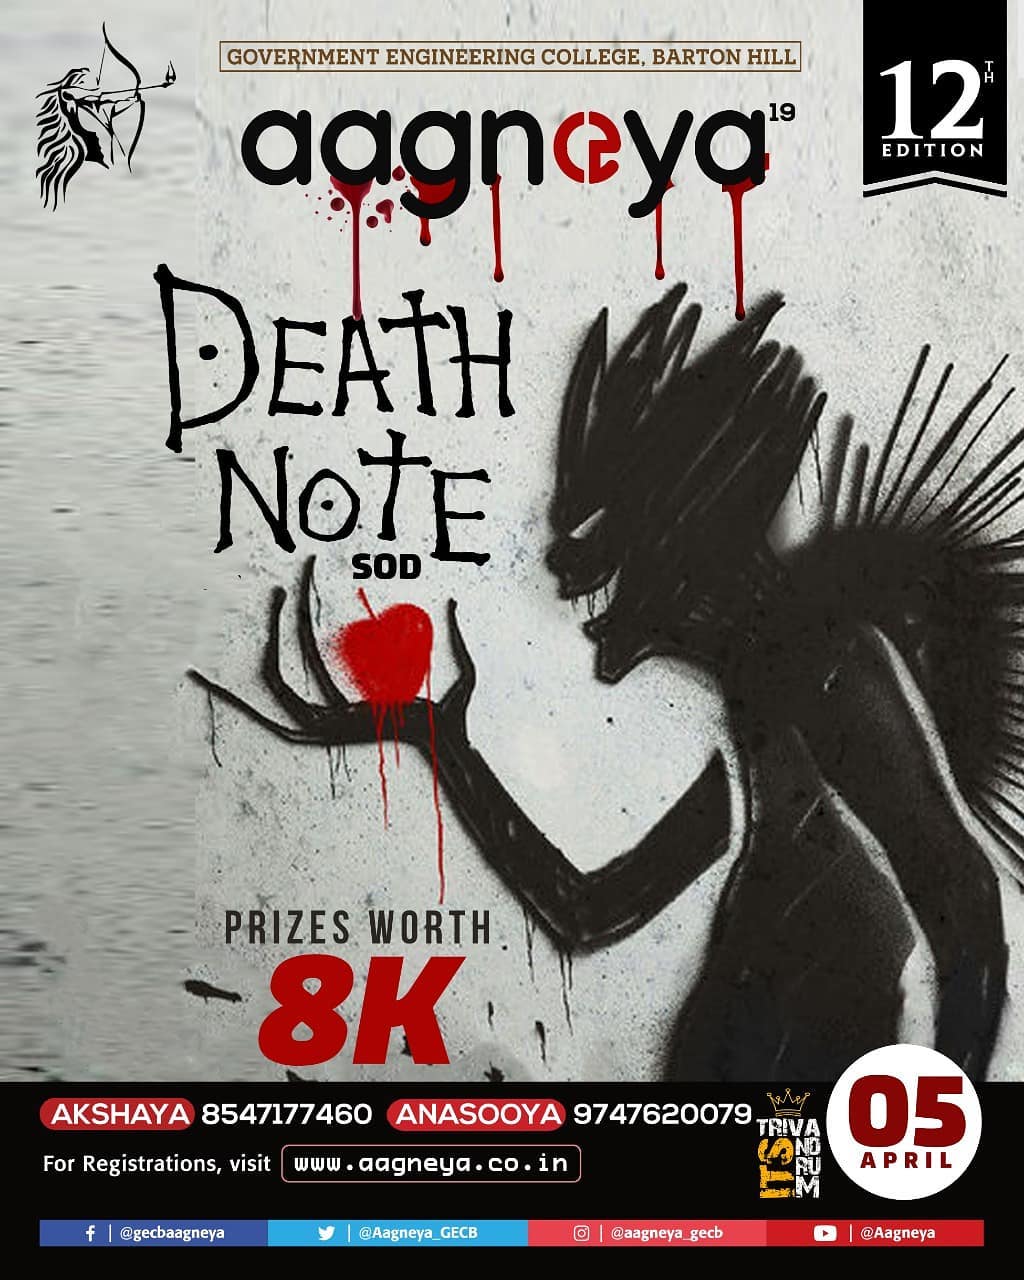 GOVERNMENT ENGINEERING COLLEGE, BARTON HILL
aagneya19
12TH
EDITION
DEATH
NOTE
SOD
PRIZES WORTH
8K
AKSHAYA 8547177460 ANASOOYA 9747620079
For Registrations, visit www.aagneya.co.in
ITS TRIVANDRUM
05
APRIL
f | @gecbaagneya
| @Aagneya_GECB
| @aagneya_gecb
| @Aagneya